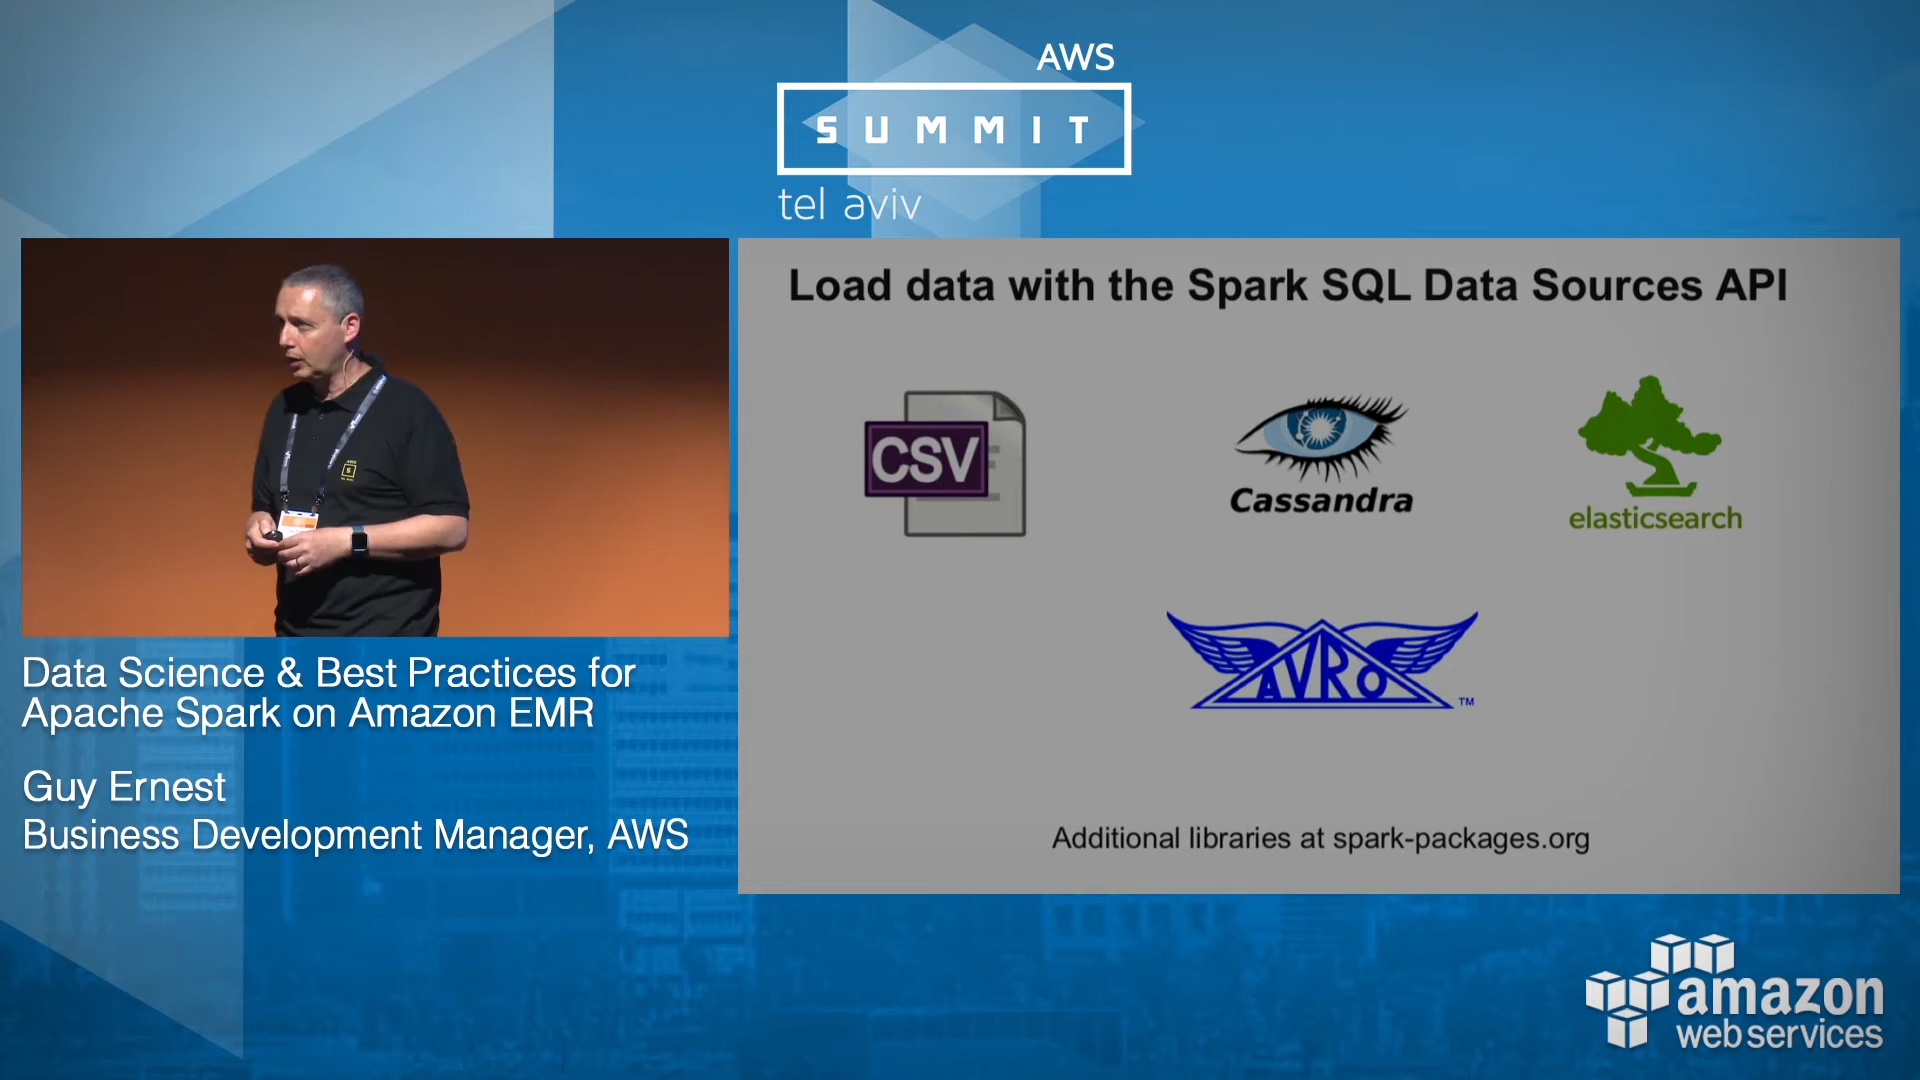 AWS
SUMMIT
tel aviv
Load data with the Spark SQL Data Sources API
CSV
Cassandra
elasticsearch
AVRO ™
Additional libraries at spark-packages.org
Data Science & Best Practices for
Apache Spark on Amazon EMR
Guy Ernest
Business Development Manager, AWS
amazon
web services